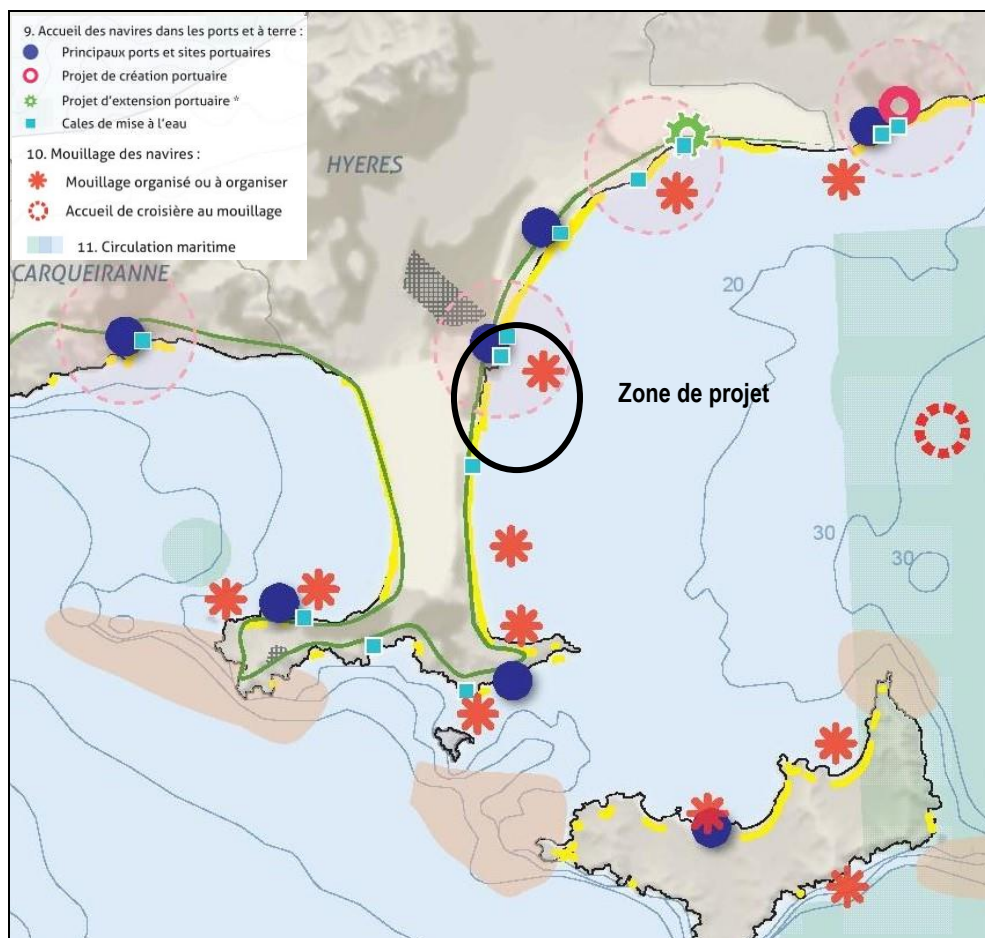 9. Accueil des navires dans les ports et à terre :
Principaux ports et sites portuaires
Projet de création portuaire
Projet d'extension portuaire *
Cales de mise à l'eau
10. Mouillage des navires :
Mouillage organisé ou à organiser
Accueil de croisière au mouillage
11. Circulation maritime
HYERES
CARQUEIRANNE
20
Zone de projet
30
30